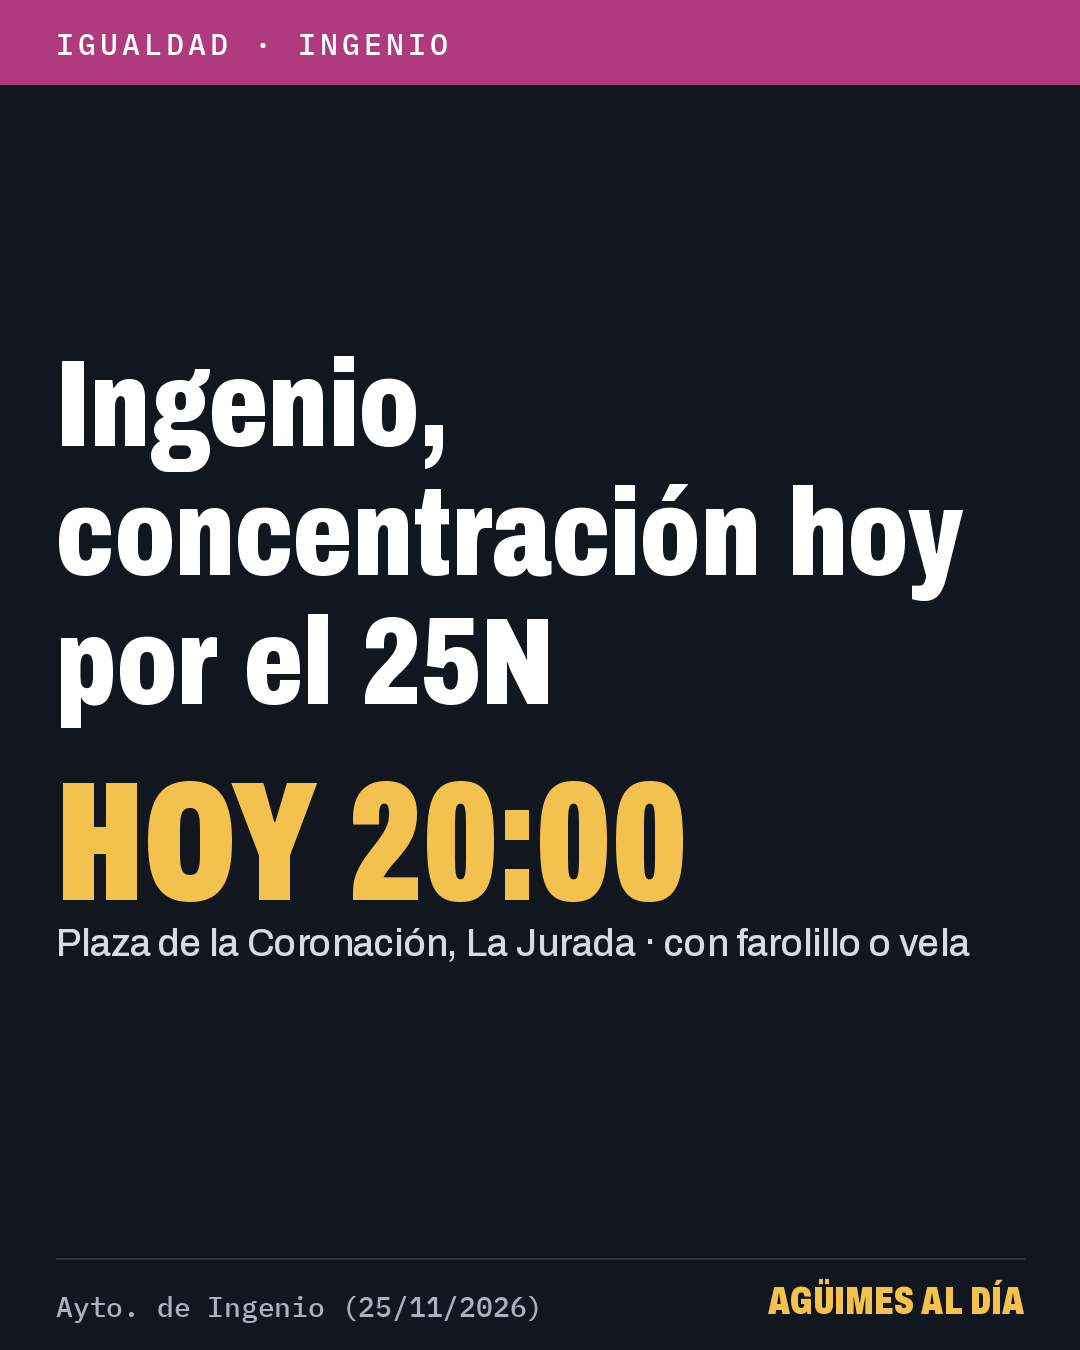 IGUALDAD · INGENIO
Ingenio,
concentración hoy
por el 25N
HOY 20:00
Plaza de la Coronación, La Jurada · con farolillo o vela
Ayto. de Ingenio (25/11/2026)
AGÜIMES AL DÍA